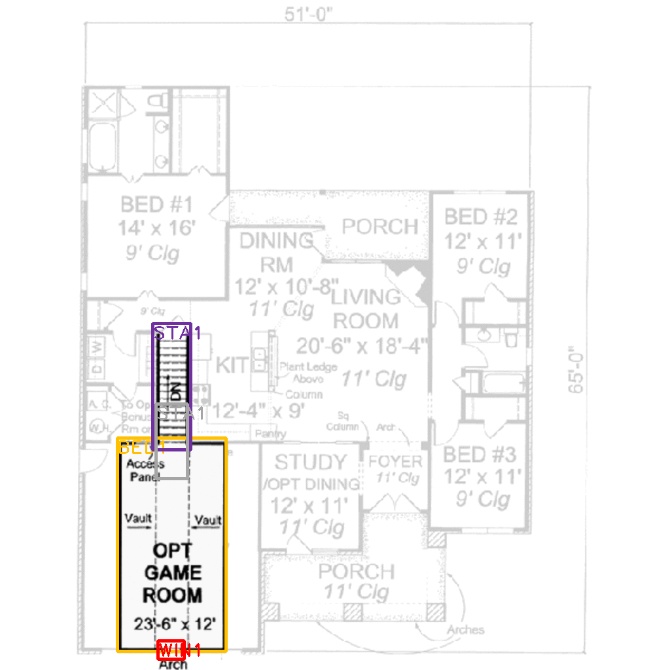 51'-0"
BED #1
14' x 16'
9' Clg
PORCH
BED #2
12' x 11'
9' Clg
DINING
RM
12' x 10'-8"
11' Clg
LIVING
ROOM
20'-6" x 18'-4"
11' Clg
65'-0"
9' Clg
STA1
D W
KIT
12'-4" x 9'
Plant Ledge
Above
Column
DN
STA1
To Op
Bonus
Rm or
A.C.
W.H.
Pantry
Sq
Column
Arch
BED1
Access
Panel
STUDY
/OPT DINING
12' x 11'
11' Clg
FOYER
11' Clg
BED #3
12' x 11'
9' Clg
Vault
Vault
OPT
GAME
ROOM
23'-6" x 12'
PORCH
11' Clg
Arches
WIN1
Arch